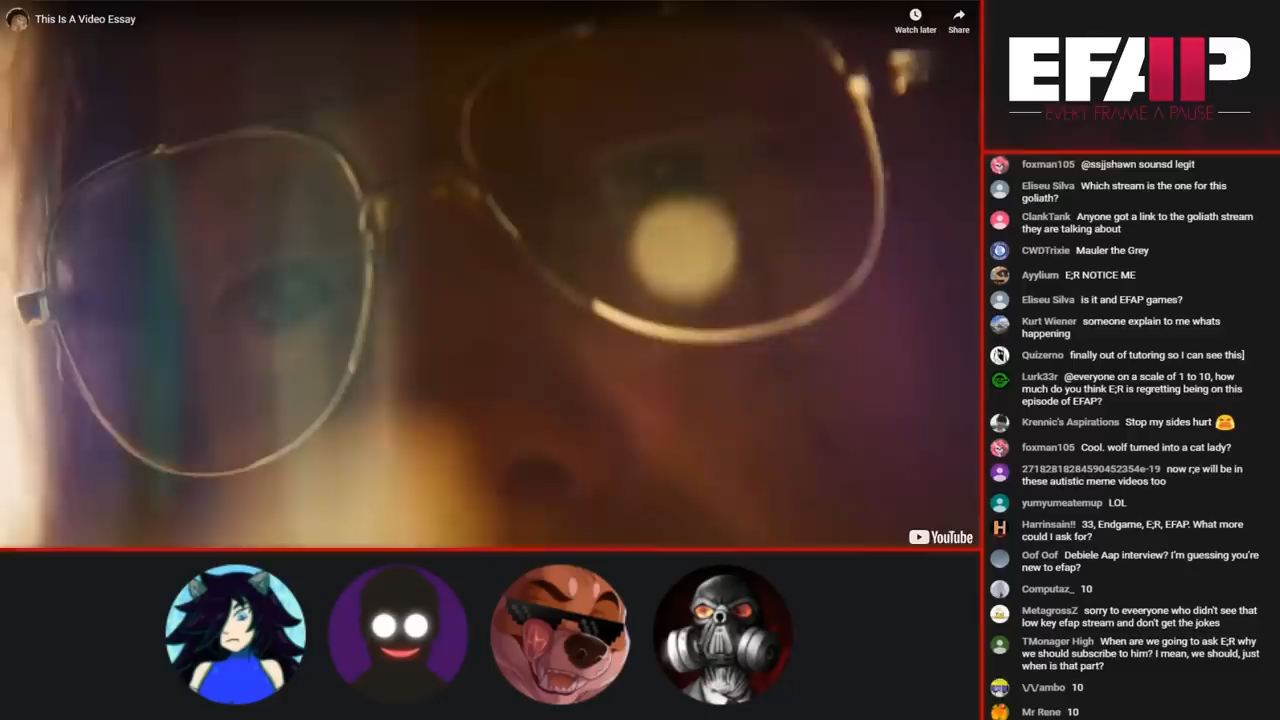 This Is A Video Essay
Watch later
Share
YouTube
EFAP
EVERY FRAME A PAUSE
foxman105 @ssjjshawn sounsd legit
Eliseu Silva Which stream is the one for this
goliath?
ClankTank Anyone got a link to the goliath stream
they are talking about
CWDTrixie Mauler the Grey
Ayylium E;R NOTICE ME
Eliseu Silva is it and EFAP games?
Kurt Wiener someone explain to me whats
happening
Quizerno finally out of tutoring so I can see this]
Lurk33r @everyone on a scale of 1 to 10, how
much do you think E;R is regretting being on this
episode of EFAP?
Krennic's Aspirations Stop my sides hurt
foxman105 Cool. wolf turned into a cat lady?
27182818284590452354e-19 now r;e will be in
these autistic meme videos too
yumyumeatemup LOL
Harrinsain!! 33, Endgame, E;R, EFAP. What more
could I ask for?
Oof Oof Debiele Aap interview? I'm guessing you're
new to efap?
Computaz_ 10
MetagrossZ sorry to eveeryone who didn't see that
low key efap stream and don't get the jokes
TMonager High When are we going to ask E;R why
we should subscribe to him? I mean, we should, just
when is that part?
\/\/ambo 10
Mr Rene 10